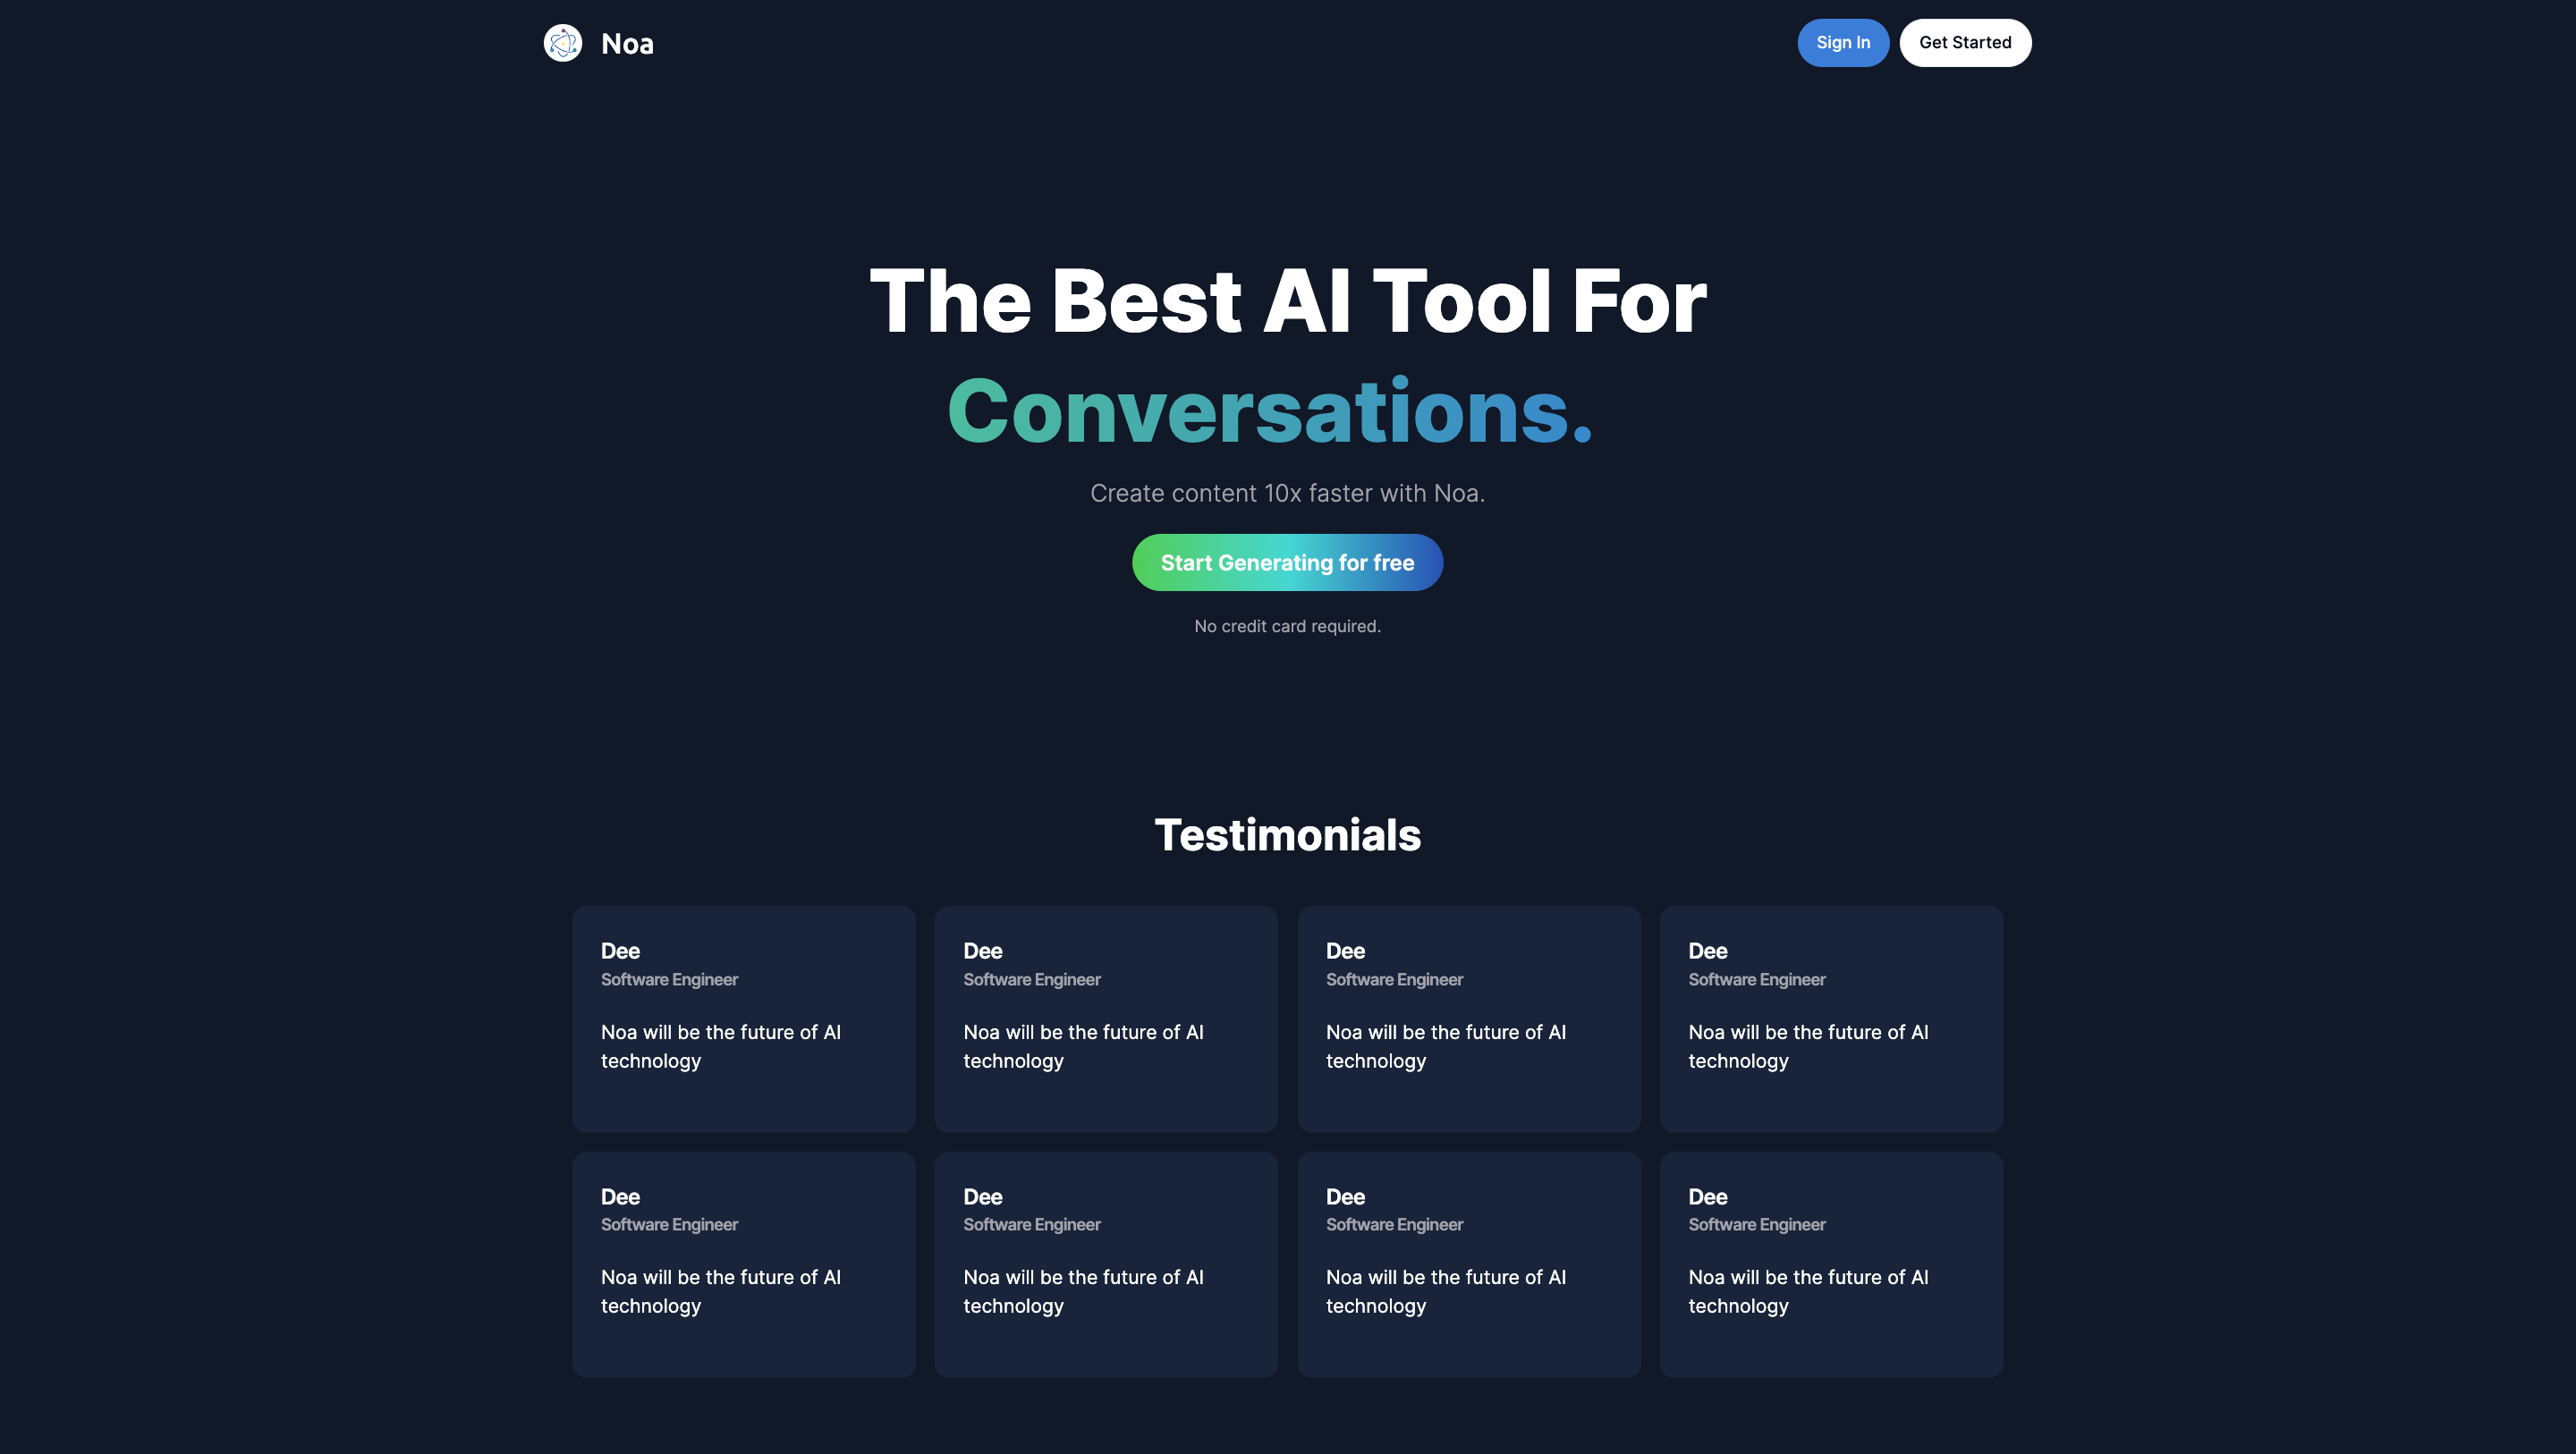 Noa
Sign In
Get Started
The Best AI Tool For
Conversations.
Create content 10x faster with Noa.
Start Generating for free
No credit card required.
Testimonials
Dee
Software Engineer
Noa will be the future of AI
technology
Dee
Software Engineer
Noa will be the future of AI
technology
Dee
Software Engineer
Noa will be the future of AI
technology
Dee
Software Engineer
Noa will be the future of AI
technology
Dee
Software Engineer
Noa will be the future of AI
technology
Dee
Software Engineer
Noa will be the future of AI
technology
Dee
Software Engineer
Noa will be the future of AI
technology
Dee
Software Engineer
Noa will be the future of AI
technology